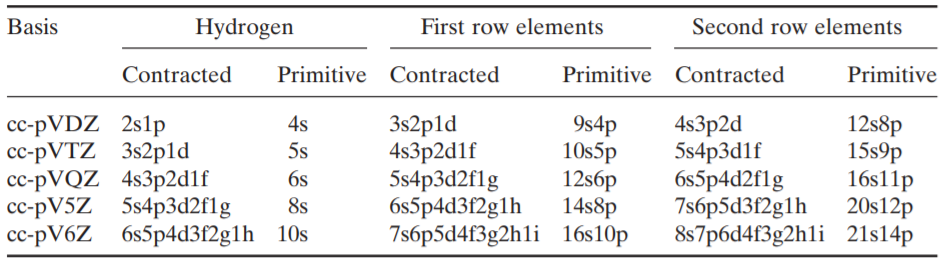 Basis Hydrogen First row elements Second row elements
Contracted Primitive Contracted Primitive Contracted Primitive
cc-pVDZ 2s1p 4s 3s2p1d 9s4p 4s3p2d 12s8p
cc-pVTZ 3s2p1d 5s 4s3p2d1f 10s5p 5s4p3d1f 15s9p
cc-pVQZ 4s3p2d1f 6s 5s4p3d2f1g 12s6p 6s5p4d2f1g 16s11p
cc-pV5Z 5s4p3d2f1g 8s 6s5p4d3f2g1h 14s8p 7s6p5d3f2g1h 20s12p
cc-pV6Z 6s5p4d3f2g1h 10s 7s6p5d4f3g2h1i 16s10p 8s7p6d4f3g2h1i 21s14p